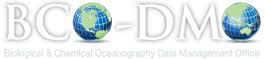 BCO-DMO
Biological & Chemical Oceanography Data Management Office